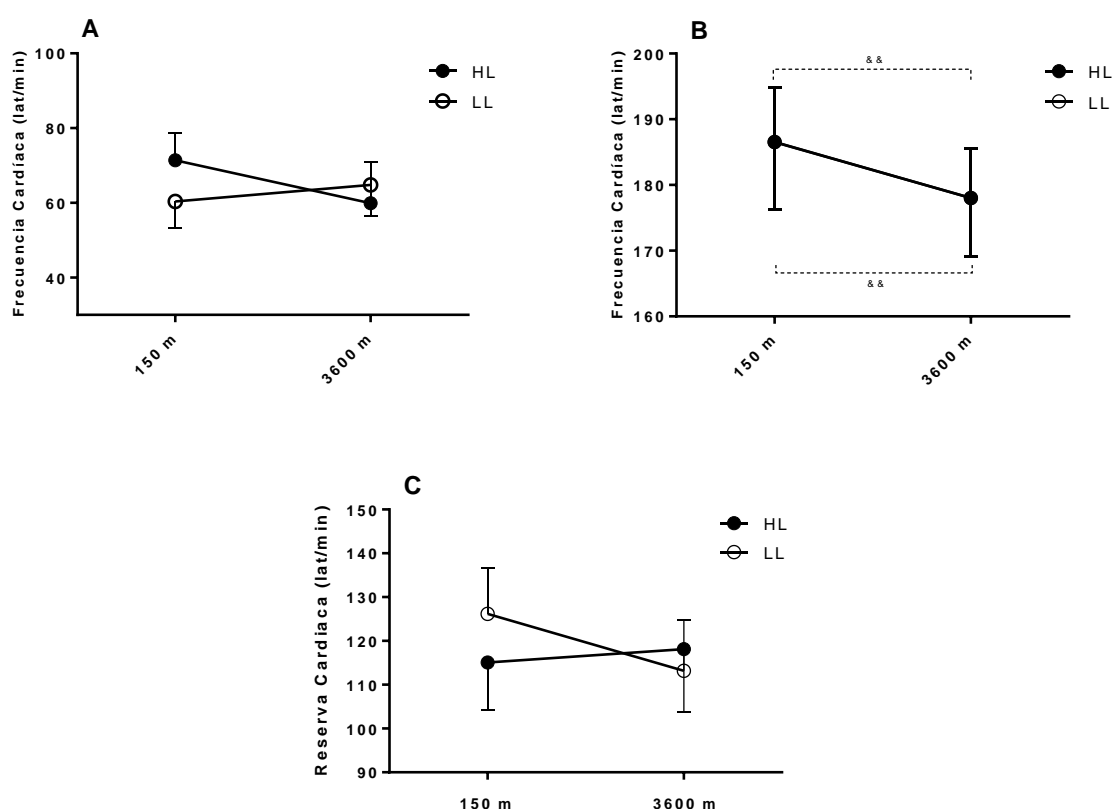 A
Frecuencia Cardíaca (lat/min)
100
80
60
40
150 m
3600 m
HL
LL
B
Frecuencia Cardíaca (lat/min)
200
190
180
170
160
&&
&&
150 m
3600 m
HL
LL
C
Reserva Cardíaca (lat/min)
150
140
130
120
110
100
90
150 m
3600 m
HL
LL